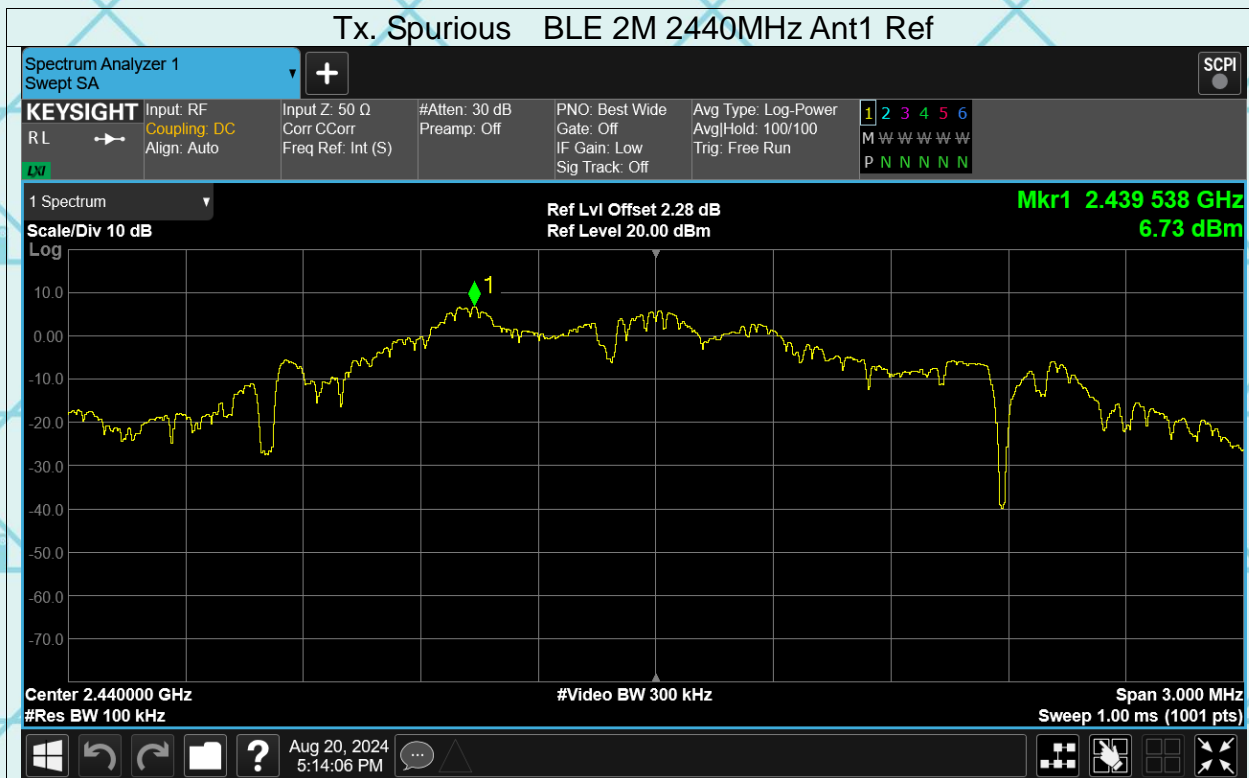 Tx. Spurious BLE 2M 2440MHz Ant1 Ref
Spectrum Analyzer 1
Swept SA
+
SCPI
KEYSIGHT
RL
LXI
Input: RF
Coupling: DC
Align: Auto
Input Z: 50 Ω
Corr CCorr
Freq Ref: Int (S)
#Atten: 30 dB
Preamp: Off
PNO: Best Wide
Gate: Off
IF Gain: Low
Sig Track: Off
Avg Type: Log-Power
Avg|Hold: 100/100
Trig: Free Run
1 2 3 4 5 6
M W W W W W
P N N N N N
1 Spectrum
Scale/Div 10 dB
Log
Ref Lvl Offset 2.28 dB
Ref Level 20.00 dBm
Mkr1 2.439 538 GHz
6.73 dBm
1
10.0
0.00
-10.0
-20.0
-30.0
-40.0
-50.0
-60.0
-70.0
Center 2.440000 GHz
#Video BW 300 kHz
Span 3.000 MHz
#Res BW 100 kHz
Sweep 1.00 ms (1001 pts)
?
Aug 20, 2024
5:14:06 PM